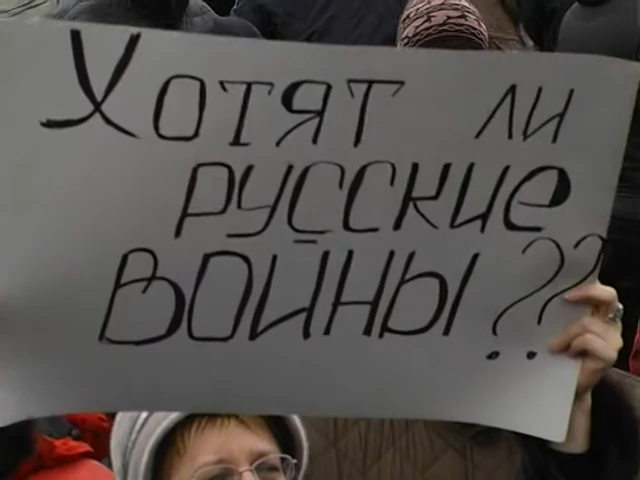 Хотят ли
русские
войны??